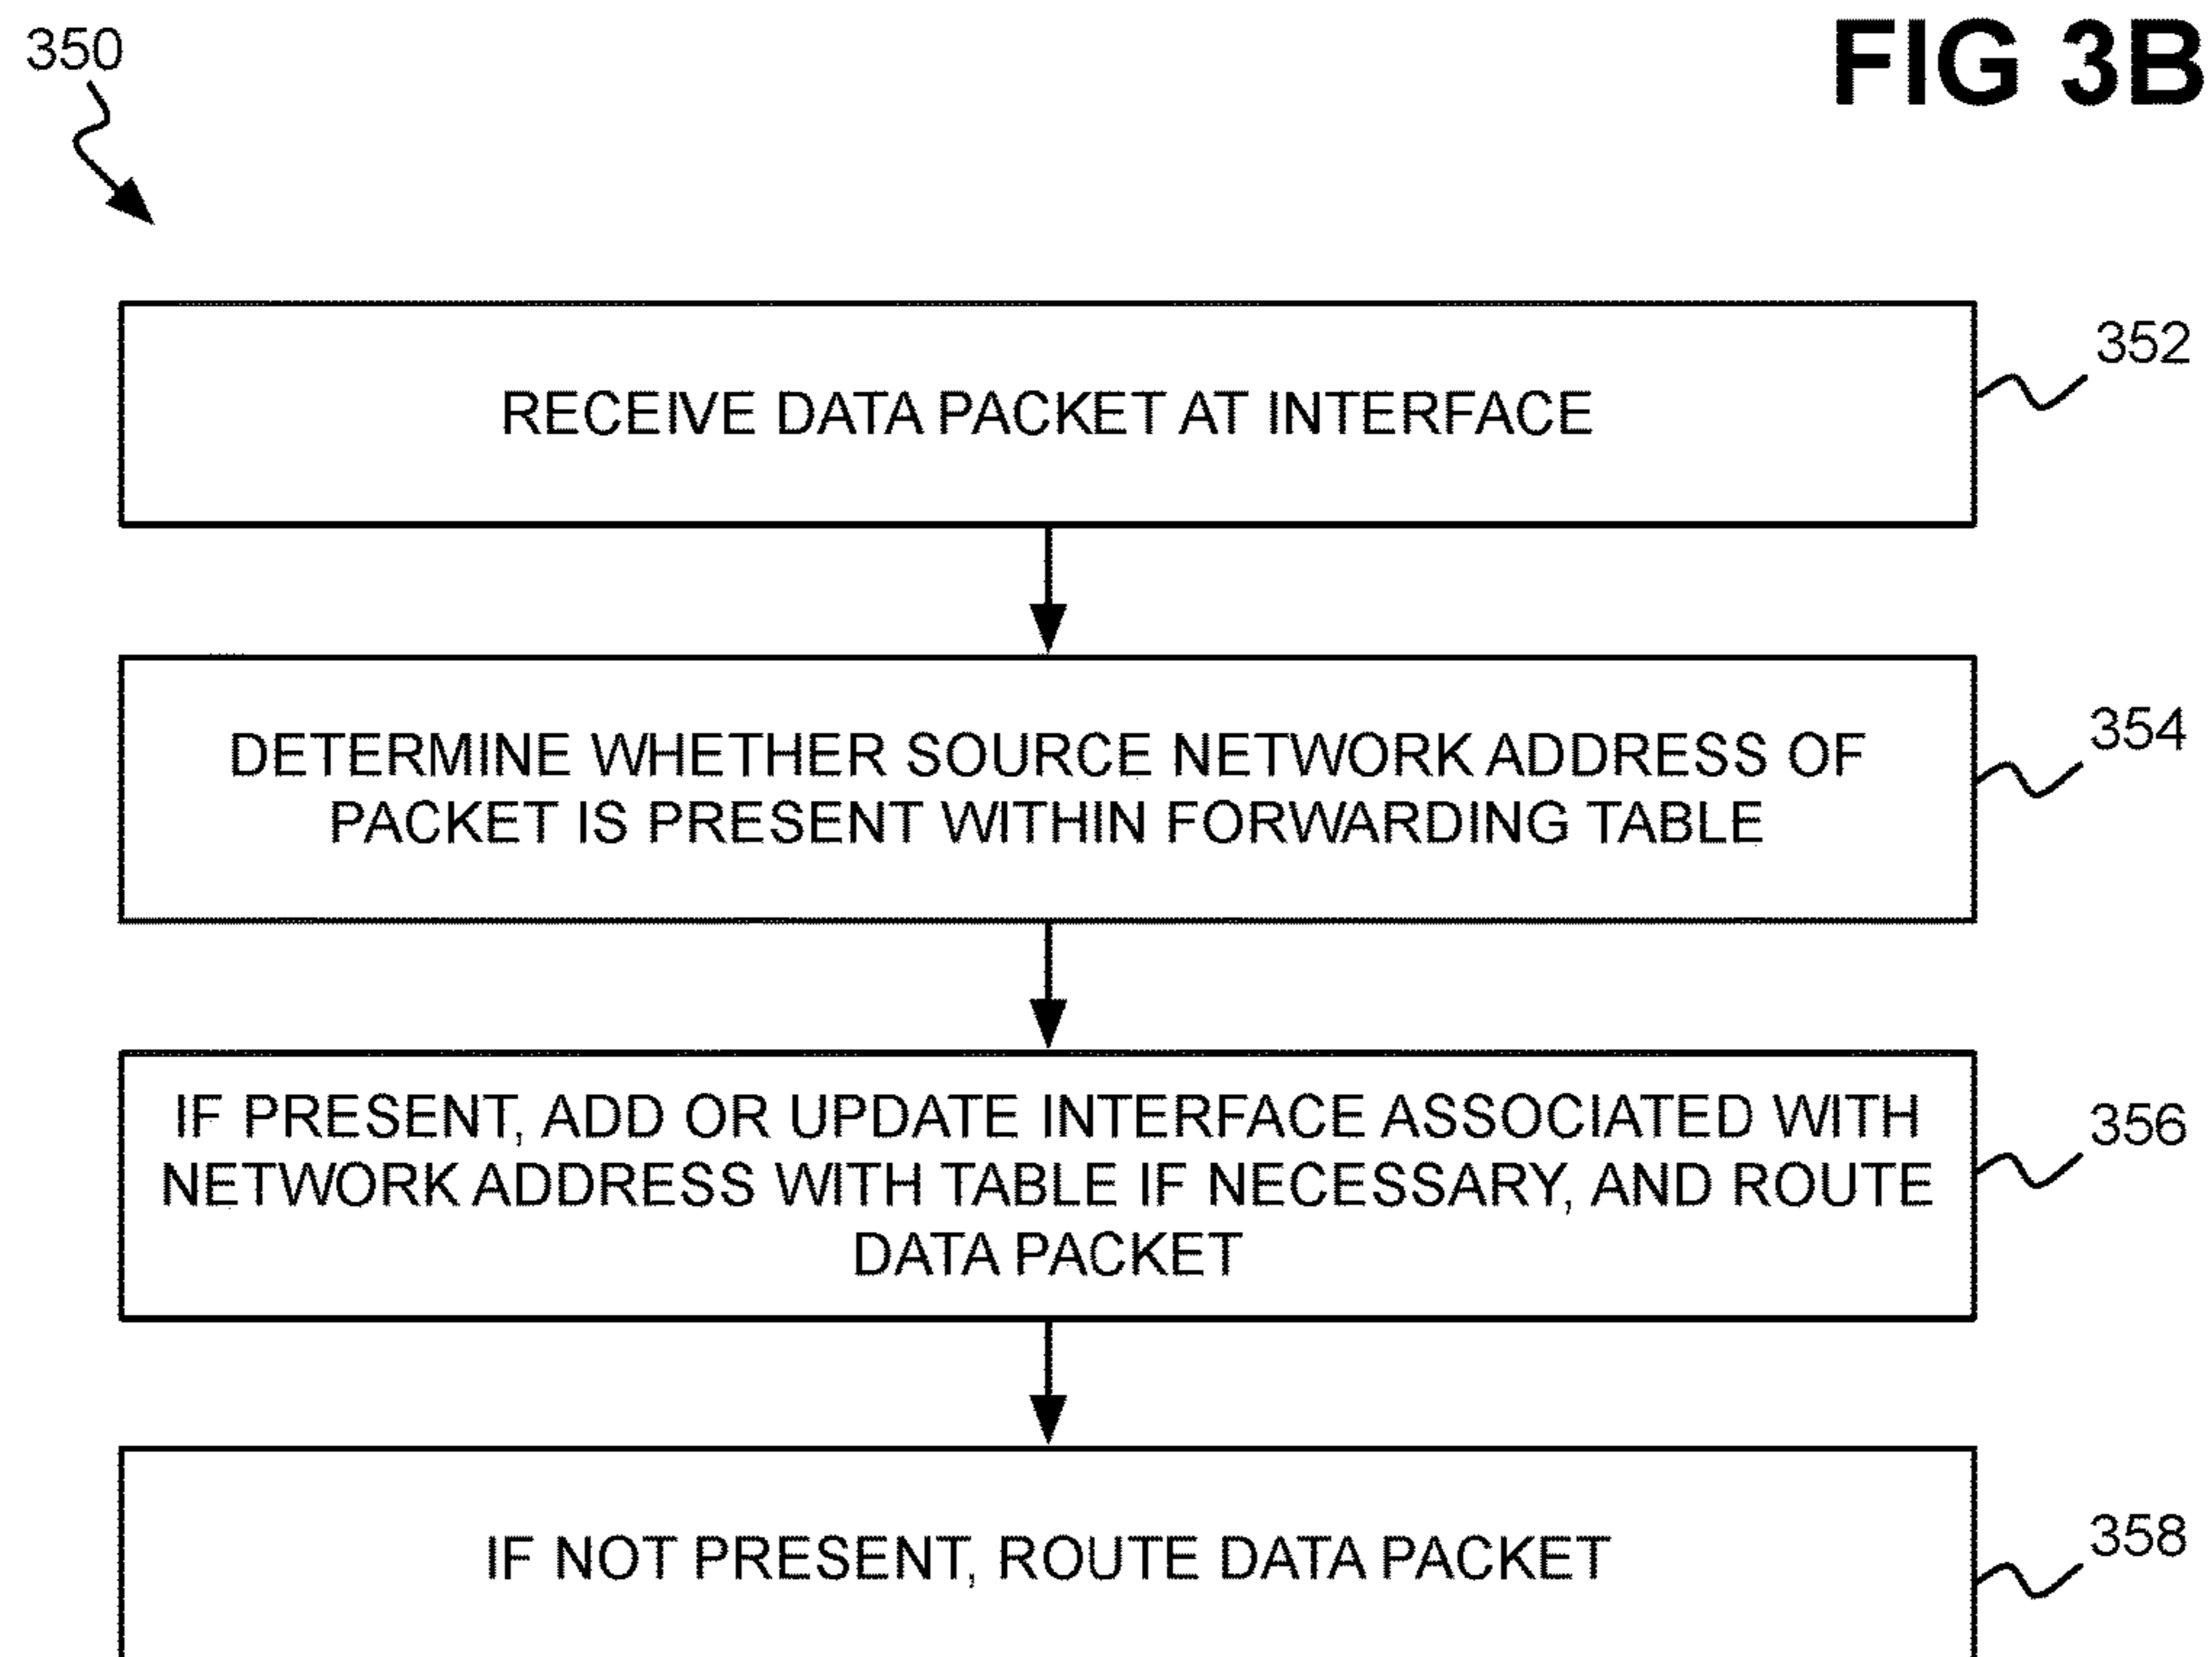 350
FIG 3B
RECEIVE DATA PACKET AT INTERFACE
352
DETERMINE WHETHER SOURCE NETWORK ADDRESS OF
PACKET IS PRESENT WITHIN FORWARDING TABLE
354
IF PRESENT, ADD OR UPDATE INTERFACE ASSOCIATED WITH
NETWORK ADDRESS WITH TABLE IF NECESSARY, AND ROUTE
DATA PACKET
356
IF NOT PRESENT, ROUTE DATA PACKET
358